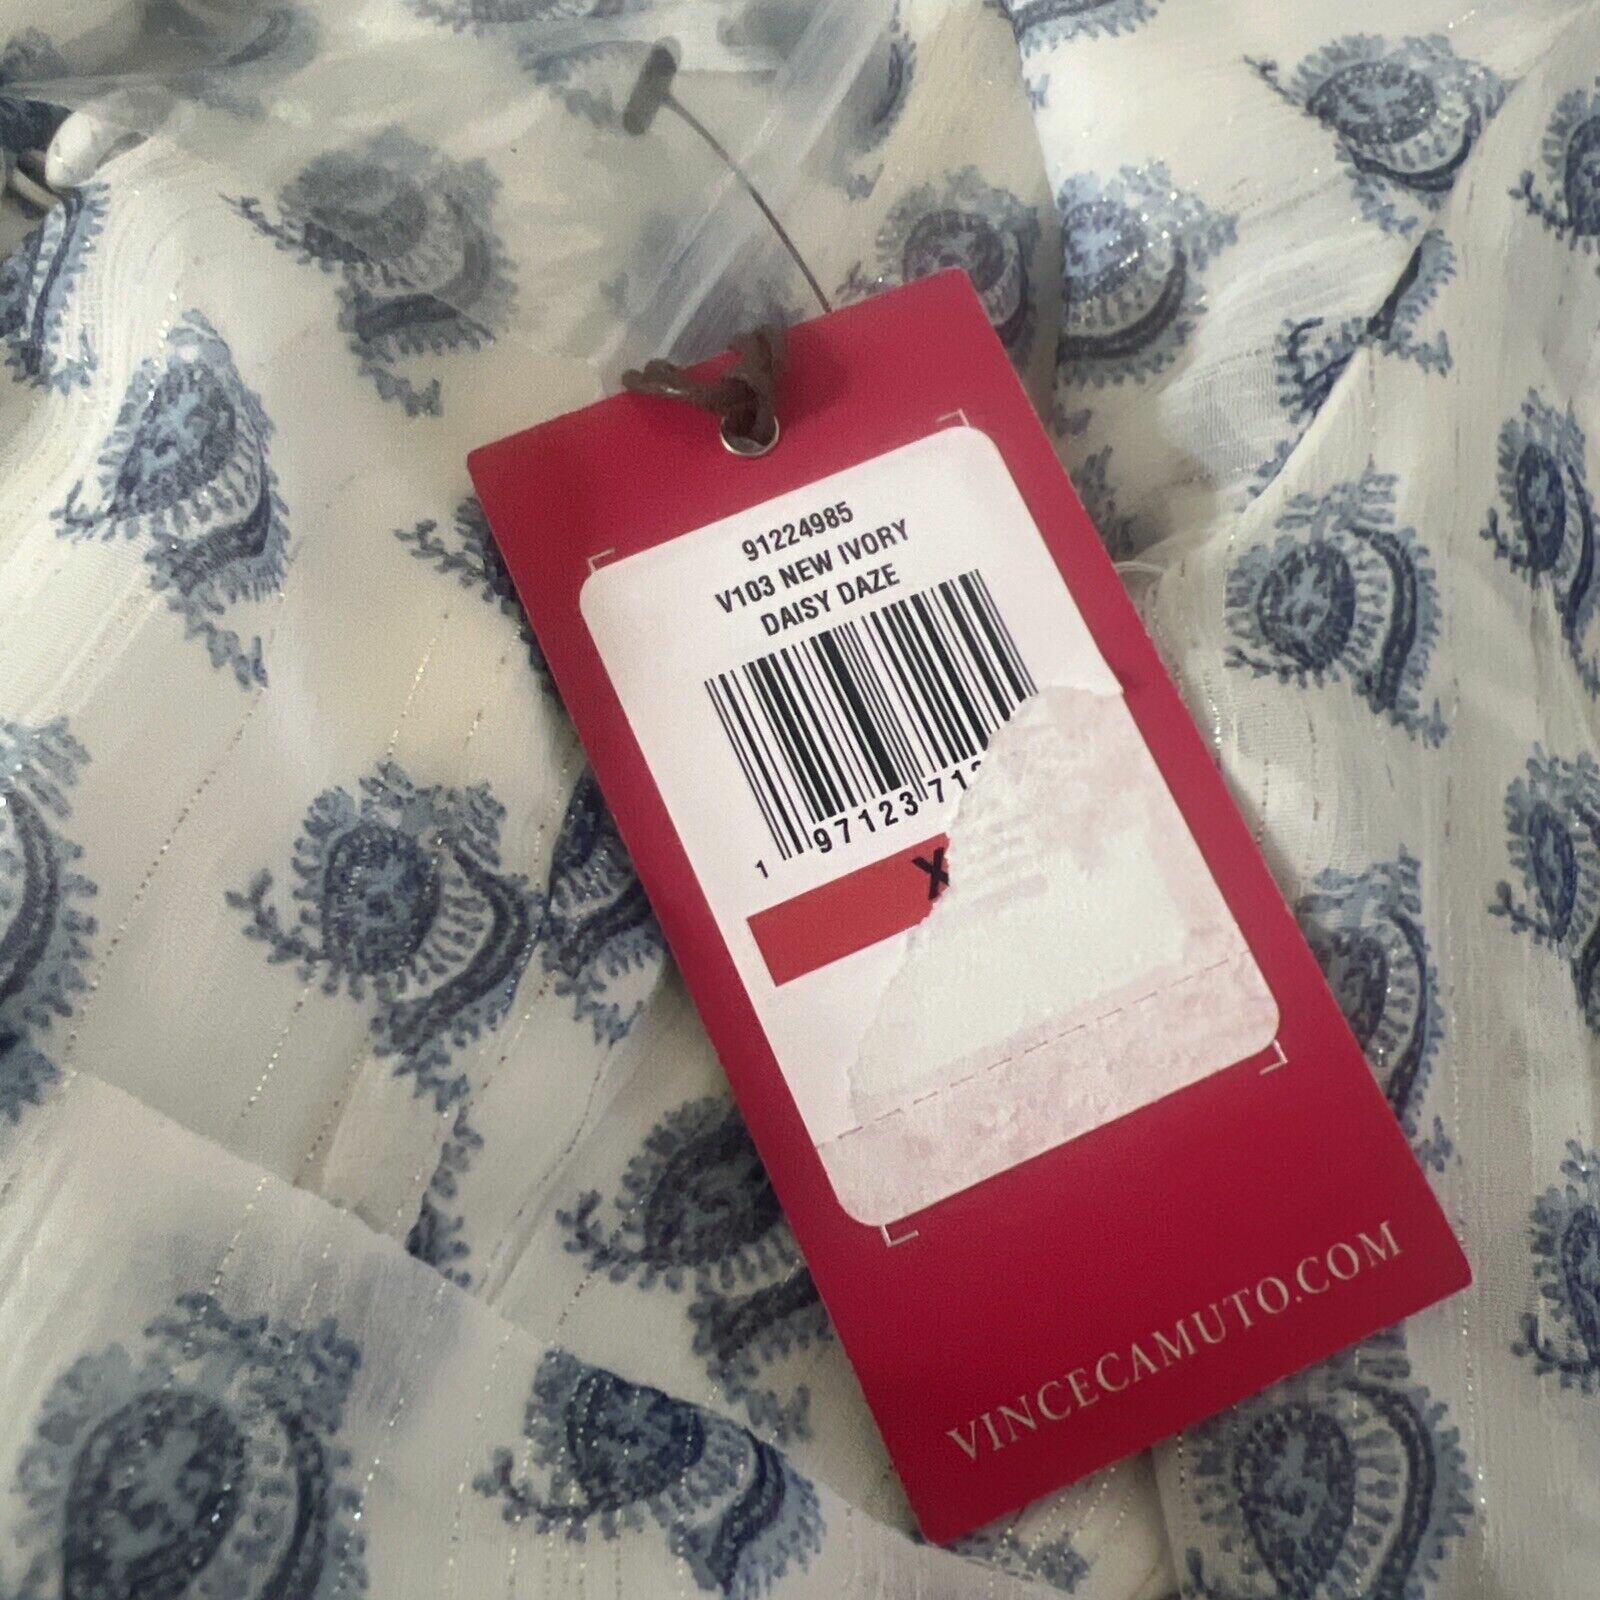 91224985
V103 NEW IVORY
DAISY DAZE
1 97123 71
X
VINCECAMUTO.COM